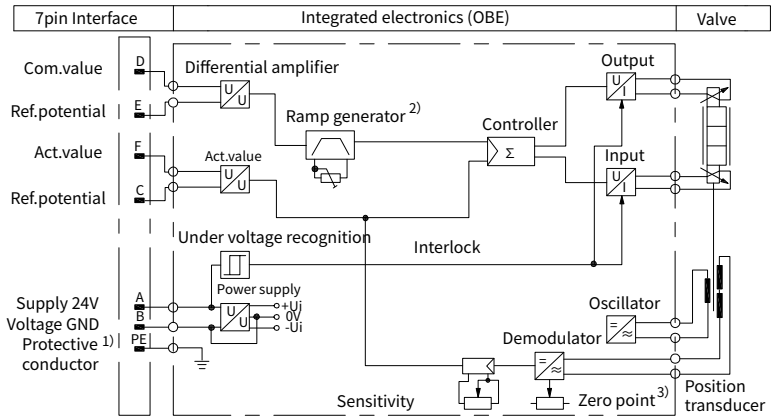 7pin Interface
Integrated electronics (OBE)
Valve
Com.value
D
Differential amplifier
Output
Ref.potential
E
U
U
U
I
Ramp generator 2)
Controller
Act.value
F
Act.value
Σ
Input
Ref.potential
C
U
U
U
I
Under voltage recognition
Interlock
Power supply
Supply 24V
A
+Uj
Voltage GND
B
U
U
0V
-Ui
Oscillator
Protective 1)
conductor
PE
=
≈
Demodulator
=
≈
Sensitivity
Zero point 3)
Position
transducer